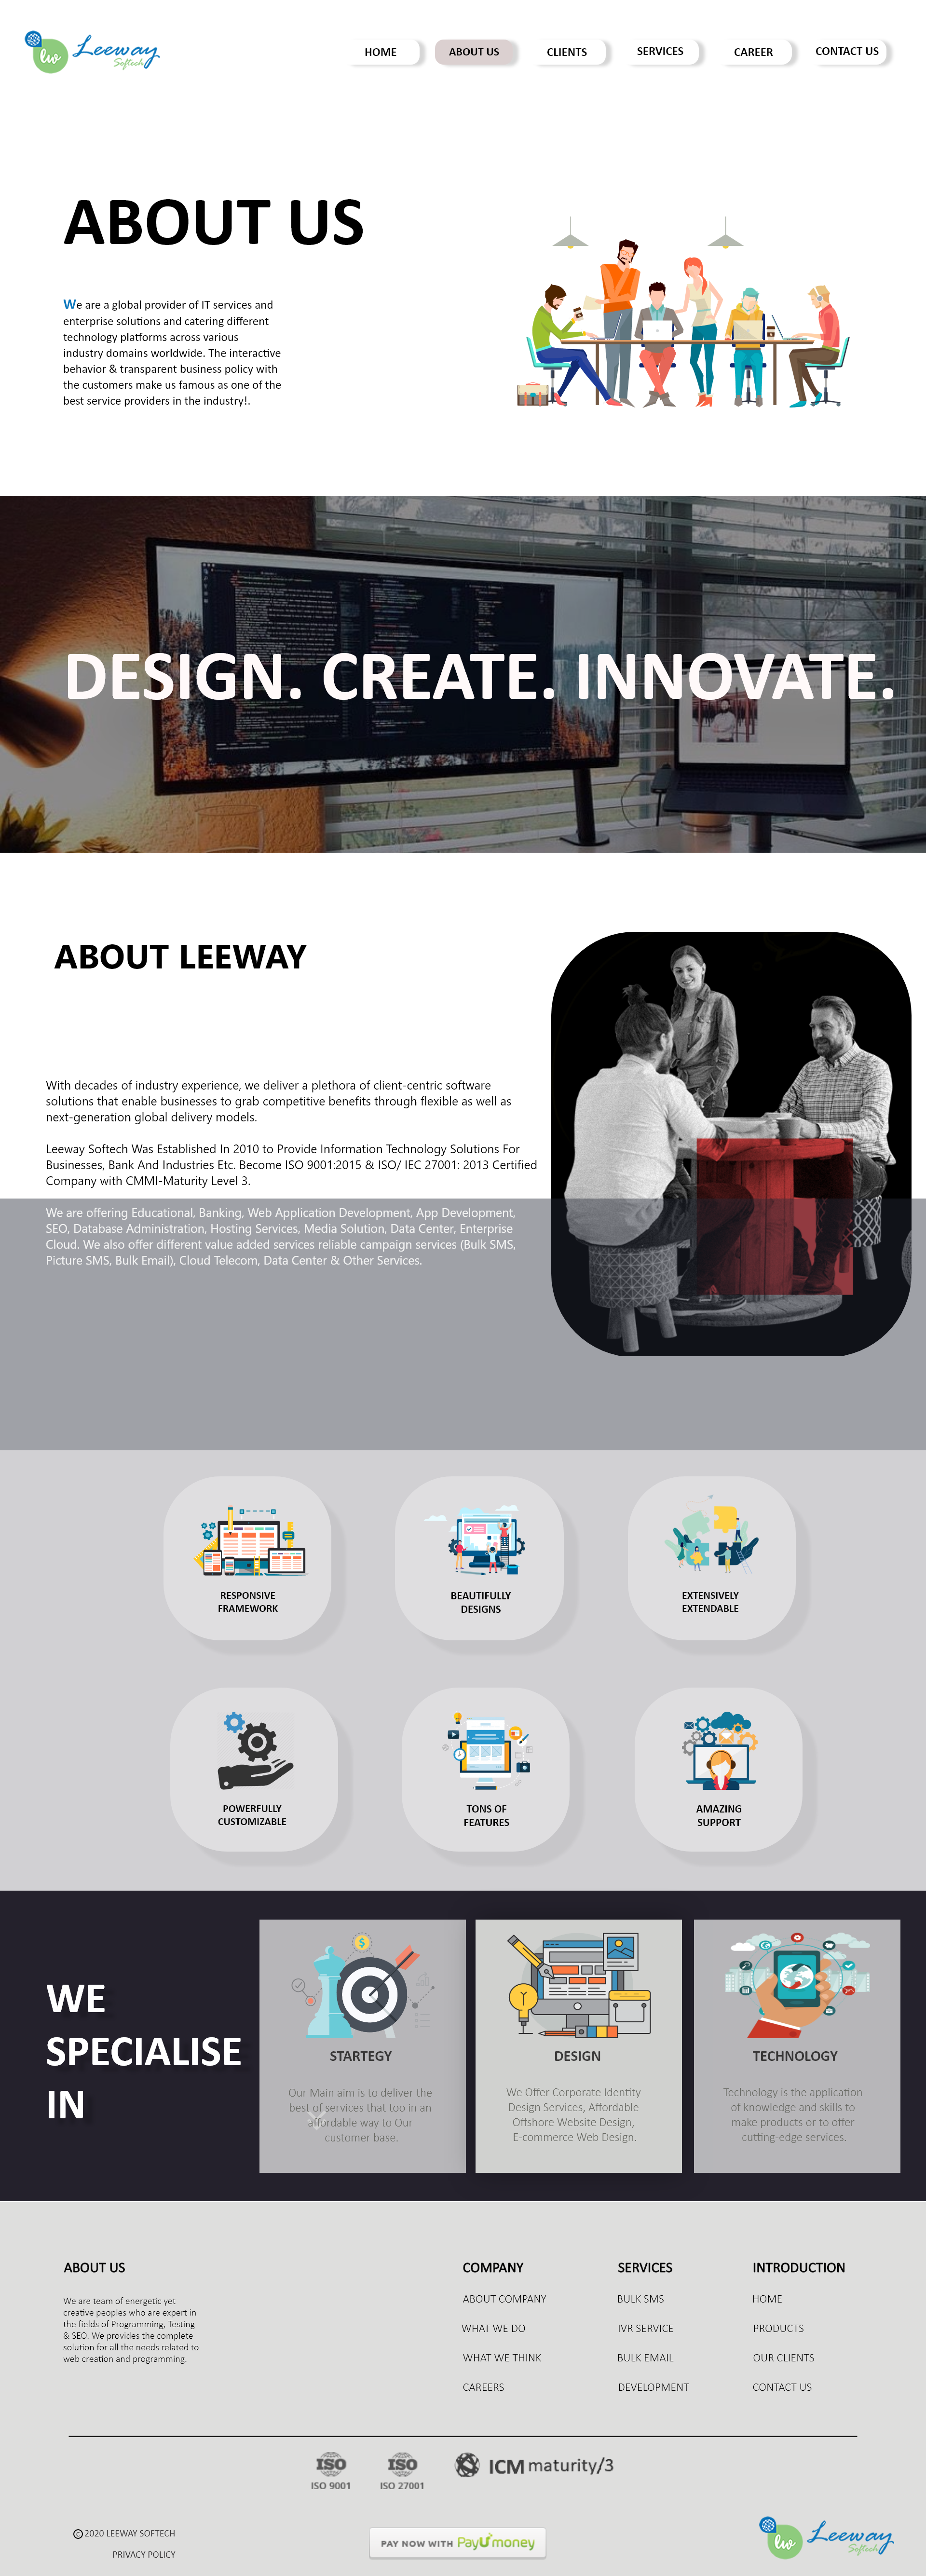 lw Leeway
Softech
HOME
ABOUT US
CLIENTS
SERVICES
CAREER
CONTACT US
ABOUT US
We are a global provider of IT services and
enterprise solutions and catering different
technology platforms across various
industry domains worldwide. The interactive
behavior & transparent business policy with
the customers make us famous as one of the
best service providers in the industry!.
DESIGN. CREATE. INNOVATE.
ABOUT LEEWAY
With decades of industry experience, we deliver a plethora of client-centric software
solutions that enable businesses to grab competitive benefits through flexible as well as
next-generation global delivery models.
Leeway Softech Was Established In 2010 to Provide Information Technology Solutions For
Businesses, Bank And Industries Etc. Become ISO 9001:2015 & ISO/ IEC 27001: 2013 Certified
Company with CMMI-Maturity Level 3.
We are offering Educational, Banking, Web Application Development, App Development,
SEO, Database Administration, Hosting Services, Media Solution, Data Center, Enterprise
Cloud. We also offer different value added services reliable campaign services (Bulk SMS,
Picture SMS, Bulk Email), Cloud Telecom, Data Center & Other Services.
RESPONSIVE
FRAMEWORK
BEAUTIFULLY
DESIGNS
EXTENSIVELY
EXTENDABLE
POWERFULLY
CUSTOMIZABLE
TONS OF
FEATURES
AMAZING
SUPPORT
WE
SPECIALISE
IN
STARTEGY
Our Main aim is to deliver the
best of services that too in an
affordable way to Our
customer base.
DESIGN
We Offer Corporate Identity
Design Services, Affordable
Offshore Website Design,
E-commerce Web Design.
TECHNOLOGY
Technology is the application
of knowledge and skills to
make products or to offer
cutting-edge services.
ABOUT US
We are team of energetic yet
creative peoples who are expert in
the fields of Programming, Testing
& SEO. We provides the complete
solution for all the needs related to
web creation and programming.
COMPANY
ABOUT COMPANY
WHAT WE DO
WHAT WE THINK
CAREERS
SERVICES
BULK SMS
IVR SERVICE
BULK EMAIL
DEVELOPMENT
INTRODUCTION
HOME
PRODUCTS
OUR CLIENTS
CONTACT US
ISO
ISO 9001
ISO
ISO 27001
ICM maturity/3
© 2020 LEEWAY SOFTECH
PRIVACY POLICY
PAY NOW WITH PayUmoney
lw Leeway
Softech